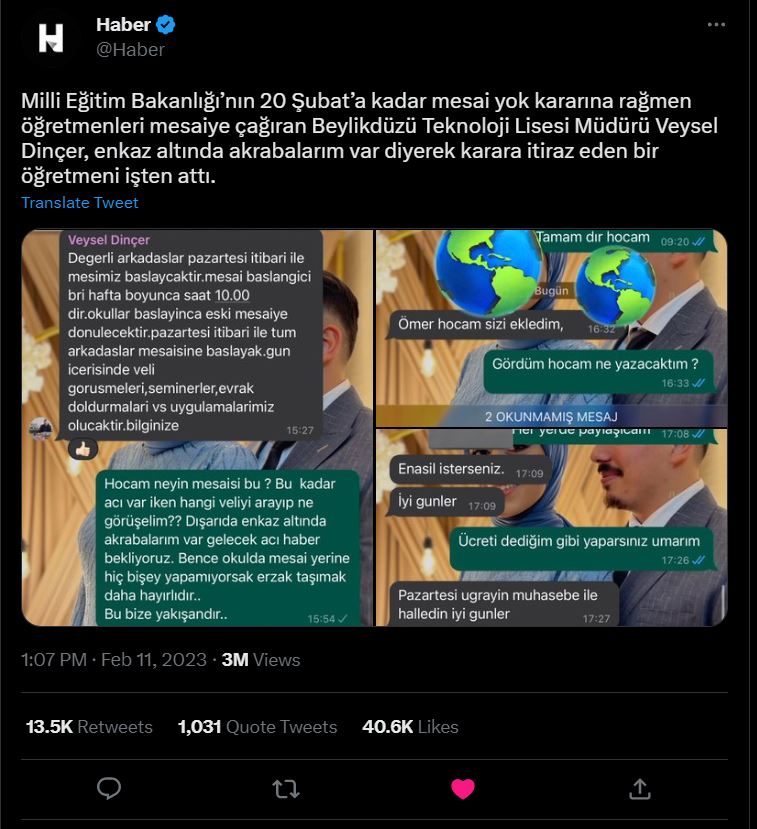 Haber
@Haber
Milli Eğitim Bakanlığı’nın 20 Şubat’a kadar mesai yok kararına rağmen
öğretmenleri mesaiye çağıran Beylikdüzü Teknoloji Lisesi Müdürü Veysel
Dinçer, enkaz altında akrabalarım var diyerek karara itiraz eden bir
öğretmeni işten attı.
Translate Tweet
Veysel Dinçer
Degerli arkadaslar pazartesi itibari ile
mesimiz baslaycaktir.mesai baslangici
bri hafta boyunca saat 10.00
dir.okullar baslayinca eski mesaiye
donulecektir.pazartesi itibari ile tum
arkadaslar mesaisine baslayak.gun
icerisinde veli
gorusmeleri,seminerler,evrak
doldurmalari vs uygulamalarimiz
olucaktir.bilginize
15:27
Hocam neyin mesaisi bu ? Bu kadar
acı var iken hangi veliyi arayıp ne
görüşelim?? Dışarıda enkaz altında
akrabalarım var gelecek acı haber
bekliyoruz. Bence okulda mesai yerine
hiç bişey yapamıyorsak erzak taşımak
daha hayırlıdır..
Bu bize yakışandır..
15:54
Tamam dır hocam 09:20
Bugün
Ömer hocam sizi ekledim, 16:32
Gördüm hocam ne yazacaktım ?
16:33
2 OKUNMAMIŞ MESAJ
Her yerde paylaşıcam 17:08
Enasil isterseniz. 17:09
İyi gunler 17:09
Ücreti dediğim gibi yaparsınız umarım
17:26
Pazartesi ugrayin muhasebe ile
halledin iyi gunler 17:27
1:07 PM · Feb 11, 2023 · 3M Views
13.5K Retweets 1,031 Quote Tweets 40.6K Likes